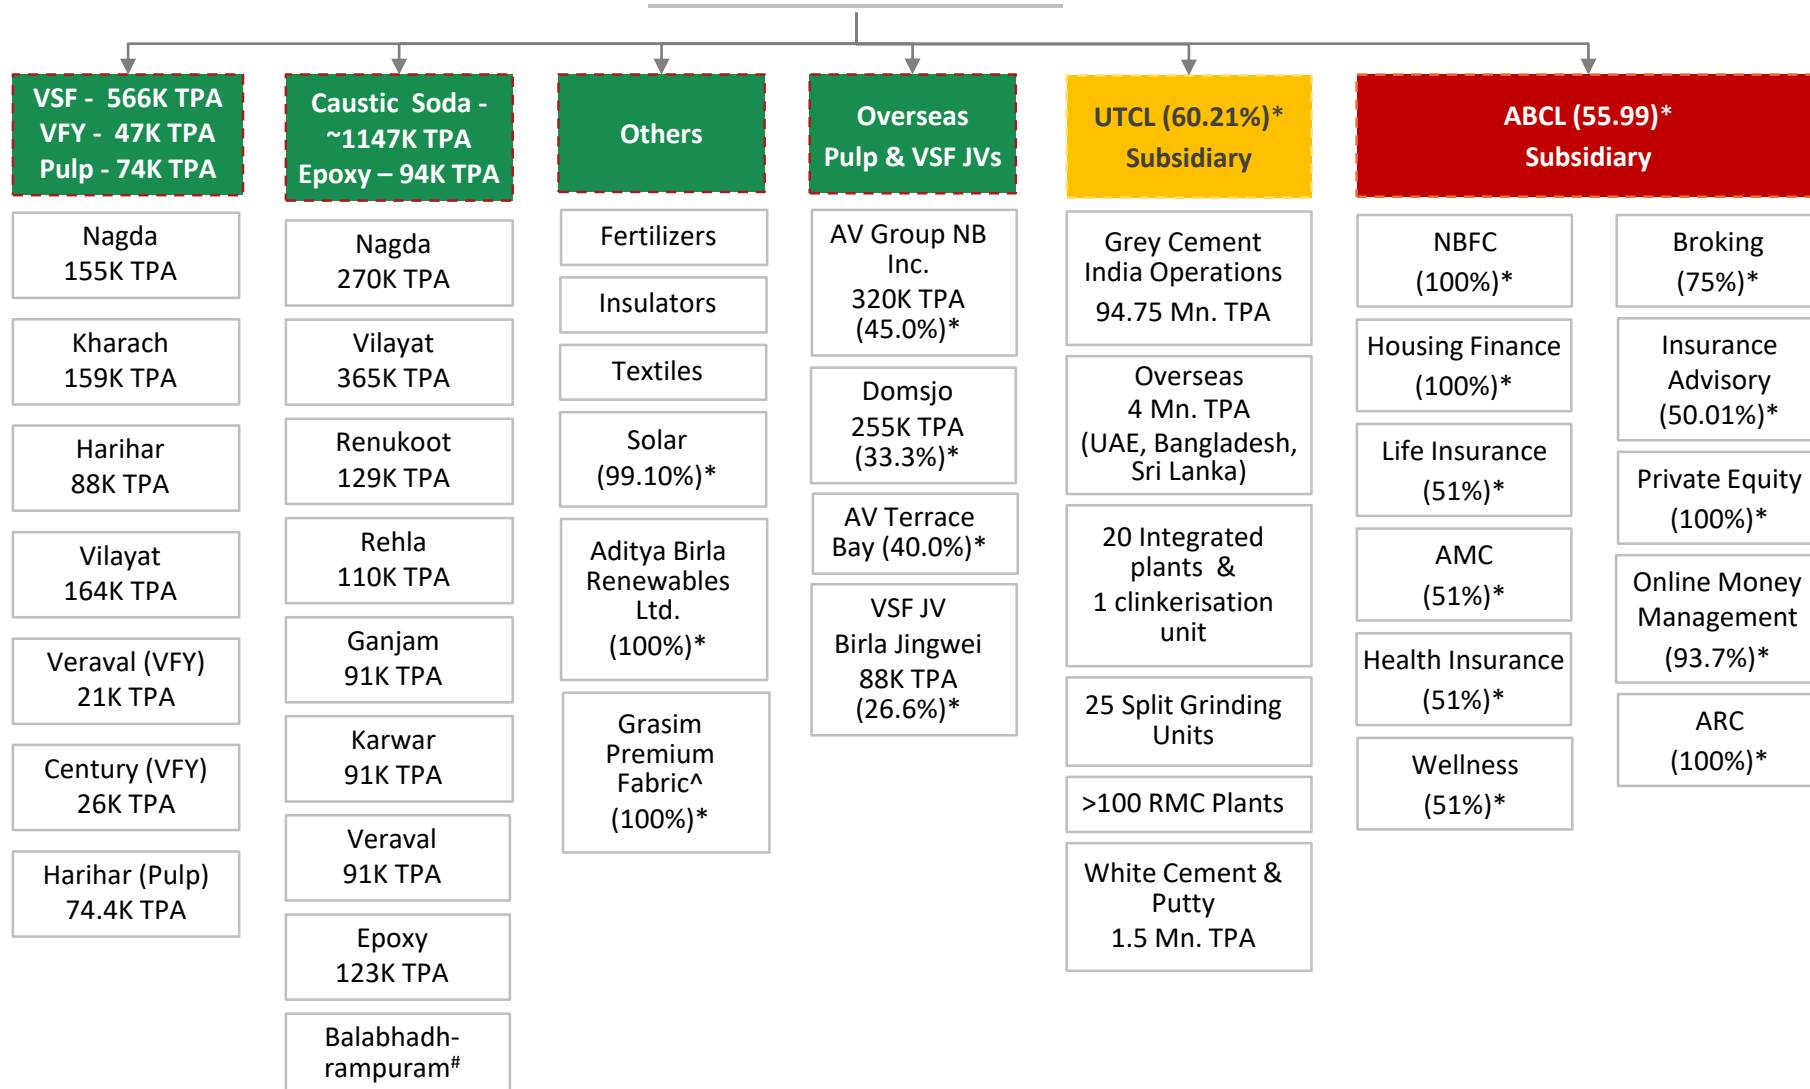 VSF - 566K TPA
VFY - 47K TPA
Pulp - 74K TPA
Nagda
155K TPA
Kharach
159K TPA
Harihar
88K TPA
Vilayat
164K TPA
Veraval (VFY)
21K TPA
Century (VFY)
26K TPA
Harihar (Pulp)
74.4K TPA
Caustic Soda -
~1147K TPA
Epoxy – 94K TPA
Nagda
270K TPA
Vilayat
365K TPA
Renukoot
129K TPA
Rehla
110K TPA
Ganjam
91K TPA
Karwar
91K TPA
Veraval
91K TPA
Epoxy
123K TPA
Balabhadh-
rampuram#
Others
Fertilizers
Insulators
Textiles
Solar
(99.10%)*
Aditya Birla
Renewables
Ltd.
(100%)*
Grasim
Premium
Fabric^
(100%)*
Overseas
Pulp & VSF JVs
AV Group NB
Inc.
320K TPA
(45.0%)*
Domsjo
255K TPA
(33.3%)*
AV Terrace
Bay (40.0%)*
VSF JV
Birla Jingwei
88K TPA
(26.6%)*
UTCL (60.21%)*
Subsidiary
Grey Cement
India Operations
94.75 Mn. TPA
Overseas
4 Mn. TPA
(UAE, Bangladesh,
Sri Lanka)
20 Integrated
plants &
1 clinkerisation
unit
25 Split Grinding
Units
>100 RMC Plants
White Cement &
Putty
1.5 Mn. TPA
ABCL (55.99)*
Subsidiary
NBFC
(100%)*
Housing Finance
(100%)*
Life Insurance
(51%)*
AMC
(51%)*
Health Insurance
(51%)*
Wellness
(51%)*
Broking
(75%)*
Insurance
Advisory
(50.01%)*
Private Equity
(100%)*
Online Money
Management
(93.7%)*
ARC
(100%)*